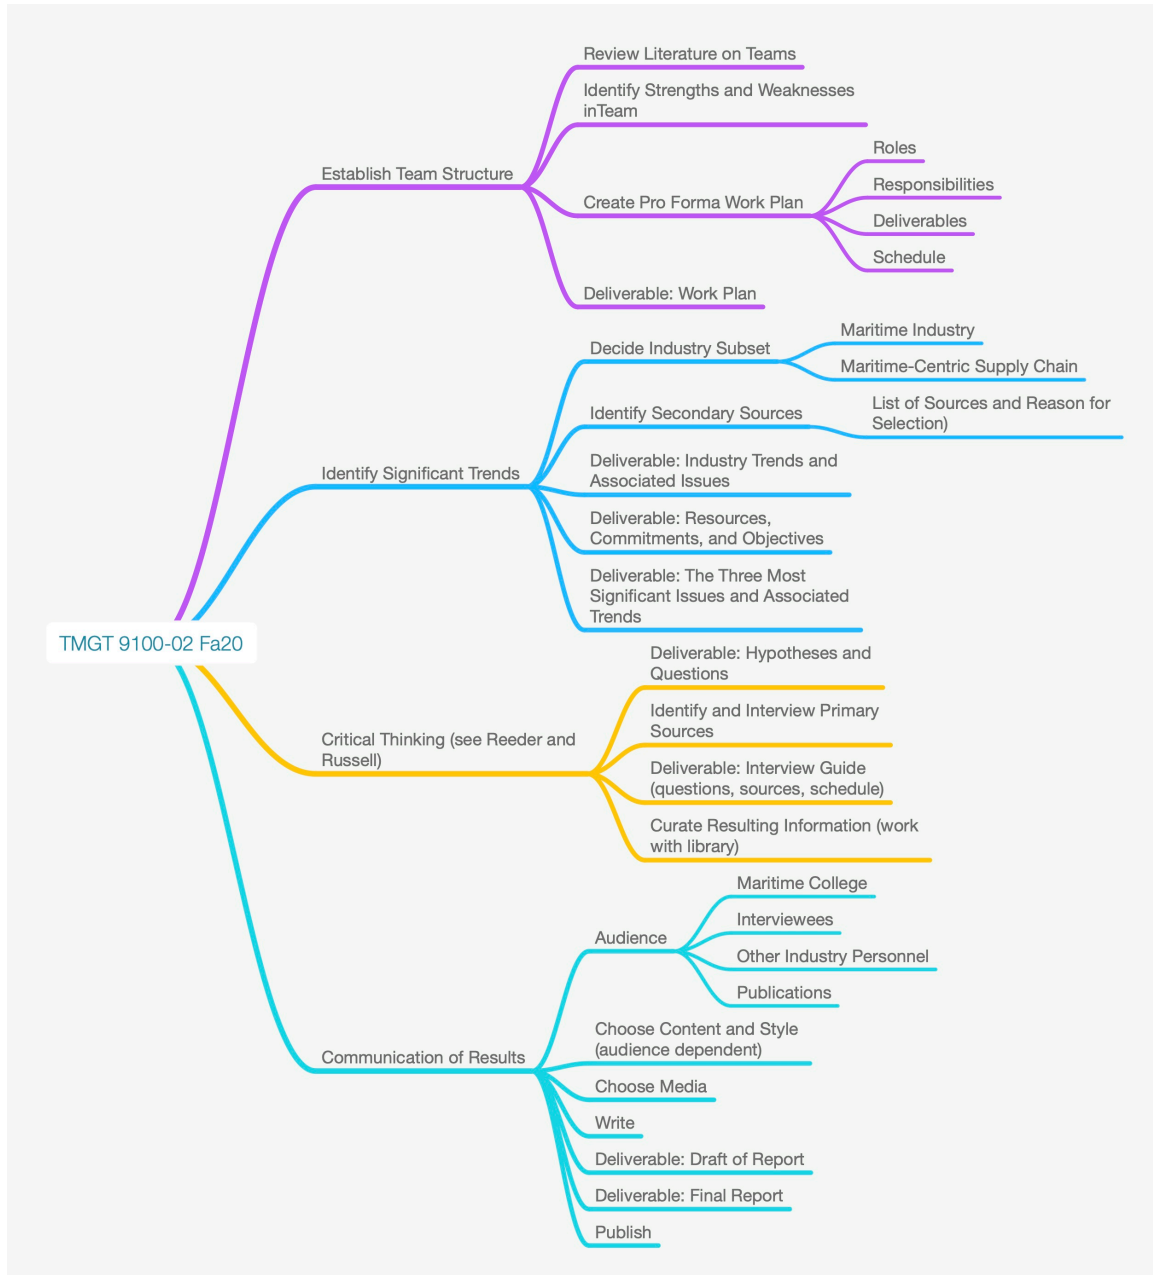 Review Literature on Teams
Identify Strengths and Weaknesses
inTeam
Establish Team Structure
Create Pro Forma Work Plan
Roles
Responsibilities
Deliverables
Schedule
Deliverable: Work Plan
Decide Industry Subset
Maritime Industry
Maritime-Centric Supply Chain
Identify Secondary Sources
List of Sources and Reason for
Selection)
Identify Significant Trends
Deliverable: Industry Trends and
Associated Issues
Deliverable: Resources,
Commitments, and Objectives
Deliverable: The Three Most
Significant Issues and Associated
Trends
TMGT 9100-02 Fa20
Deliverable: Hypotheses and
Questions
Identify and Interview Primary
Sources
Critical Thinking (see Reeder and
Russell)
Deliverable: Interview Guide
(questions, sources, schedule)
Curate Resulting Information (work
with library)
Audience
Maritime College
Interviewees
Other Industry Personnel
Publications
Communication of Results
Choose Content and Style
(audience dependent)
Choose Media
Write
Deliverable: Draft of Report
Deliverable: Final Report
Publish